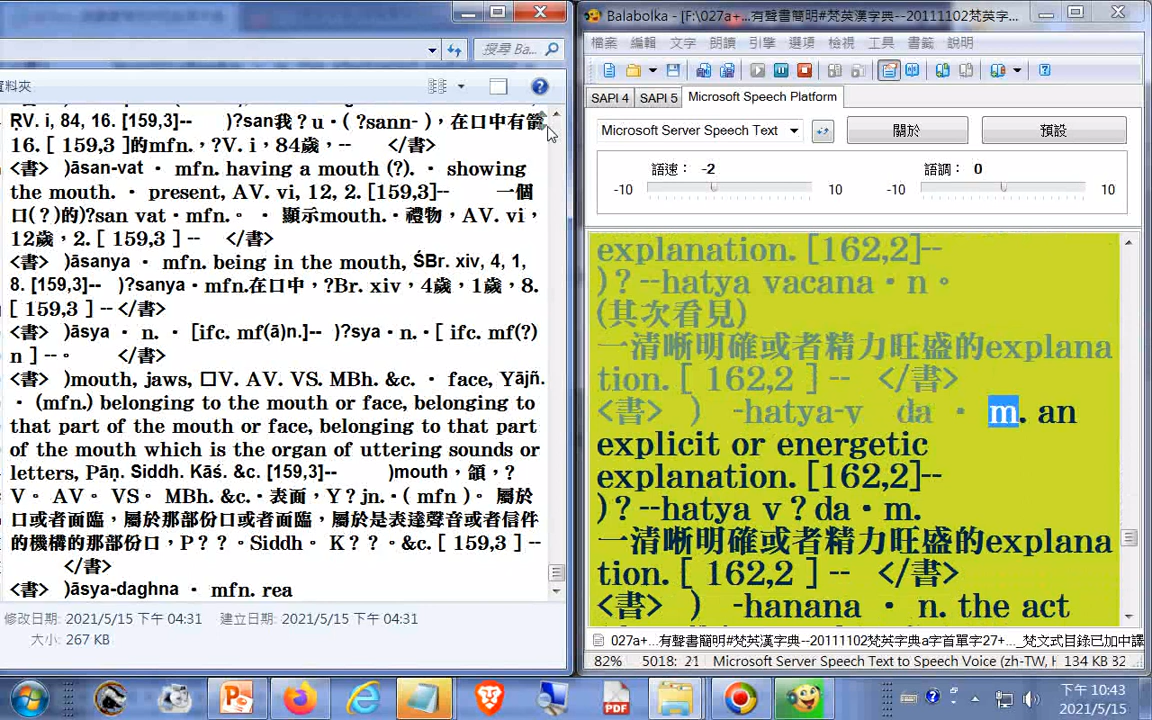 搜尋 Ba...
資料夾
ṚV. i, 84, 16. [159,3]-- )?san我？u‧( ?sann- )，在口中有箭
16. [ 159,3 ]的mfn.，?V. i，84歲，-- </書>
<書> )āsan-vat ‧ mfn. having a mouth (?). ‧ showing
the mouth. ‧ present, AV. vi, 12, 2. [159,3]-- 一個
口(？)的)?san vat‧mfn.。 ‧ 顯示mouth.‧禮物，AV. vi，
12歲，2. [ 159,3 ] -- </書>
<書> )āsanya ‧ mfn. being in the mouth, ŚBr. xiv, 4, 1,
8. [159,3]-- )?sanya‧mfn.在口中，?Br. xiv，4歲，1歲，8.
[ 159,3 ] -- </書>
<書> )āsya ‧ n. ‧ [ifc. mf(ā)n.]-- )?sya‧n.‧[ ifc. mf(?)
n ] --。 </書>
<書> )mouth, jaws, 口V. AV. VS. MBh. &c. ‧ face, Yājñ.
‧ (mfn.) belonging to the mouth or face, belonging to
that part of the mouth or face, belonging to that part
of the mouth which is the organ of uttering sounds or
letters, Pāṇ. Siddh. Kāś. &c. [159,3]-- )mouth，頜，?
V。 AV。 VS。 MBh. &c.‧表面，Y？jn.‧( mfn )。 屬於
口或者面臨，屬於那部份口或者面臨，屬於是表達聲音或者信件
的機構的那部份口，P？？。Siddh。 K？？。&c. [ 159,3 ] --
</書>
<書> )āsya-daghna ‧ mfn. rea
修改日期: 2021/5/15 下午 04:31 建立日期: 2021/5/15 下午 04:31
大小: 267 KB
Balabolka - [F:\027a+...有聲書簡明#梵英漢字典--20111102梵英字...
檔案 編輯 文字 朗讀 引擎 選項 檢視 工具 書籤 說明
SAPI 4 SAPI 5 Microsoft Speech Platform
Microsoft Server Speech Text 關於 預設
語速： -2 語調： 0
-10 10 -10 10
explanation. [162,2]--
)？--hatya vacana‧n。
(其次看見)
一清晰明確或者精力旺盛的explana
tion. [ 162,2 ] -- </書>
<書> ) -hatya-v da ‧ m. an
explicit or energetic
explanation. [162,2]--
)？--hatya v？da‧m.
一清晰明確或者精力旺盛的explana
tion. [ 162,2 ] -- </書>
<書> ) -hanana ‧ n. the act
027a+...有聲書簡明#梵英漢字典--20111102梵英字典a字首單字27+..._梵文式目錄已加中譯
82% 5018: 21 Microsoft Server Speech Text to Speech Voice (zh-TW, H 134 KB 32
下午 10:43
2021/5/15